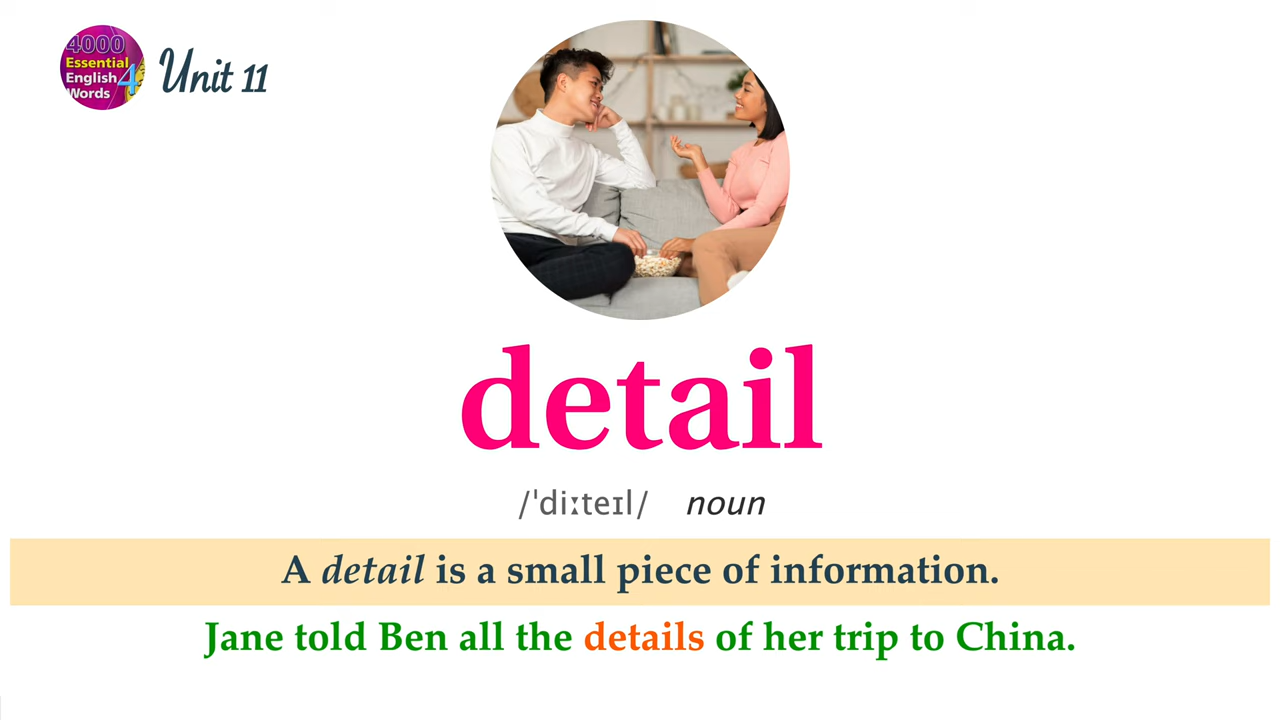 4000
Essential
English
Words
4
Unit 11
detail
/ˈdiːteɪl/ noun
A detail is a small piece of information.
Jane told Ben all the details of her trip to China.